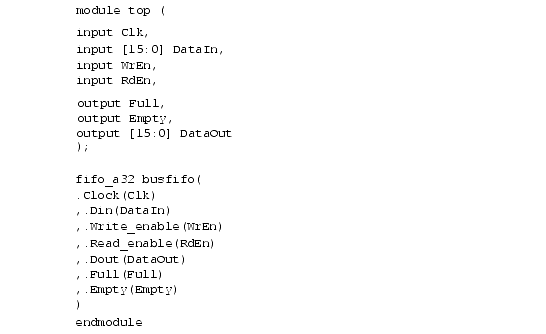 module top (
input Clk,
input [15:0] DataIn,
input WrEn,
input RdEn,
output Full,
output Empty,
output [15:0] DataOut
);
fifo_a32 busfifo(
.Clock(Clk)
,.Din(DataIn)
,.Write_enable(WrEn)
,.Read_enable(RdEn)
,.Dout(DataOut)
,.Full(Full)
,.Empty(Empty)
)
endmodule